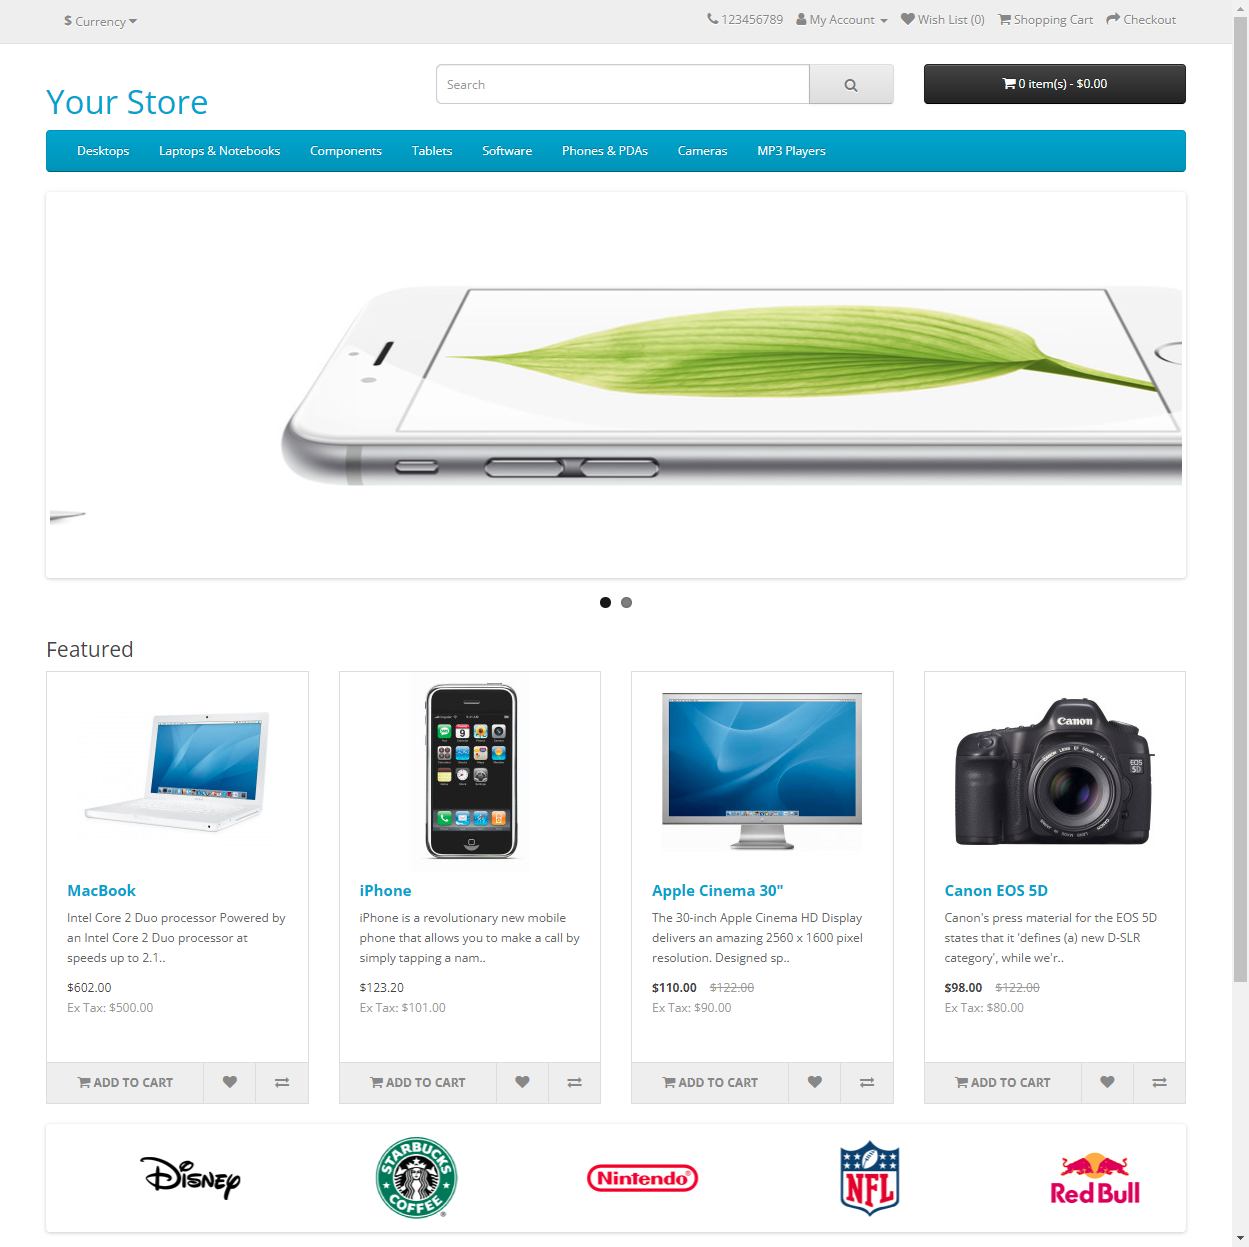 $ Currency
123456789 My Account Wish List (0) Shopping Cart Checkout
Your Store
Search
0 item(s) - $0.00
Desktops Laptops & Notebooks Components Tablets Software Phones & PDAs Cameras MP3 Players
Featured
Canon
EOS
5D
MacBook
Intel Core 2 Duo processor Powered by
an Intel Core 2 Duo processor at
speeds up to 2.1..
$602.00
Ex Tax: $500.00
ADD TO CART
iPhone
iPhone is a revolutionary new mobile
phone that allows you to make a call by
simply tapping a nam..
$123.20
Ex Tax: $101.00
ADD TO CART
Apple Cinema 30"
The 30-inch Apple Cinema HD Display
delivers an amazing 2560 x 1600 pixel
resolution. Designed sp..
$110.00 $122.00
Ex Tax: $90.00
ADD TO CART
Canon EOS 5D
Canon's press material for the EOS 5D
states that it 'defines (a) new D-SLR
category', while we'r..
$98.00 $122.00
Ex Tax: $80.00
ADD TO CART
Disney
STARBUCKS
COFFEE
Nintendo
NFL
Red Bull